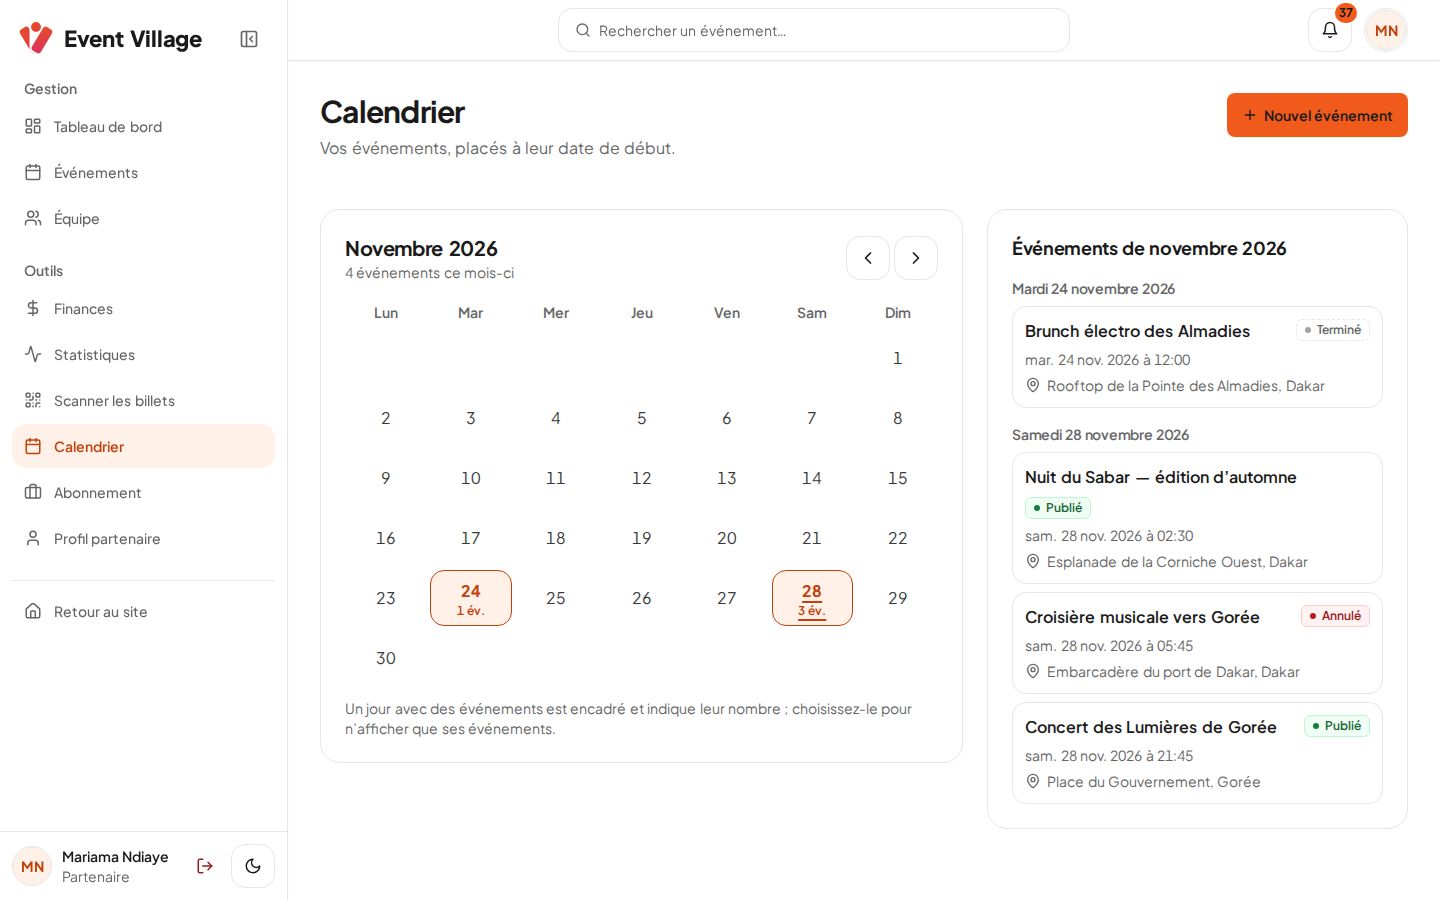 Event Village
Gestion
Tableau de bord
Événements
Équipe
Outils
Finances
Statistiques
Scanner les billets
Calendrier
Abonnement
Profil partenaire
Retour au site
MN
Mariama Ndiaye
Partenaire
Rechercher un événement…
37
MN
Calendrier
Vos événements, placés à leur date de début.
Nouvel événement
Novembre 2026
4 événements ce mois-ci
Lun Mar Mer Jeu Ven Sam Dim
1
2 3 4 5 6 7 8
9 10 11 12 13 14 15
16 17 18 19 20 21 22
23 24 25 26 27 28 29
1 év. 3 év.
30
Un jour avec des événements est encadré et indique leur nombre ; choisissez-le pour
n’afficher que ses événements.
Événements de novembre 2026
Mardi 24 novembre 2026
Brunch électro des Almadies Terminé
mar. 24 nov. 2026 à 12:00
Rooftop de la Pointe des Almadies, Dakar
Samedi 28 novembre 2026
Nuit du Sabar — édition d’automne
Publié
sam. 28 nov. 2026 à 02:30
Esplanade de la Corniche Ouest, Dakar
Croisière musicale vers Gorée Annulé
sam. 28 nov. 2026 à 05:45
Embarcadère du port de Dakar, Dakar
Concert des Lumières de Gorée Publié
sam. 28 nov. 2026 à 21:45
Place du Gouvernement, Gorée